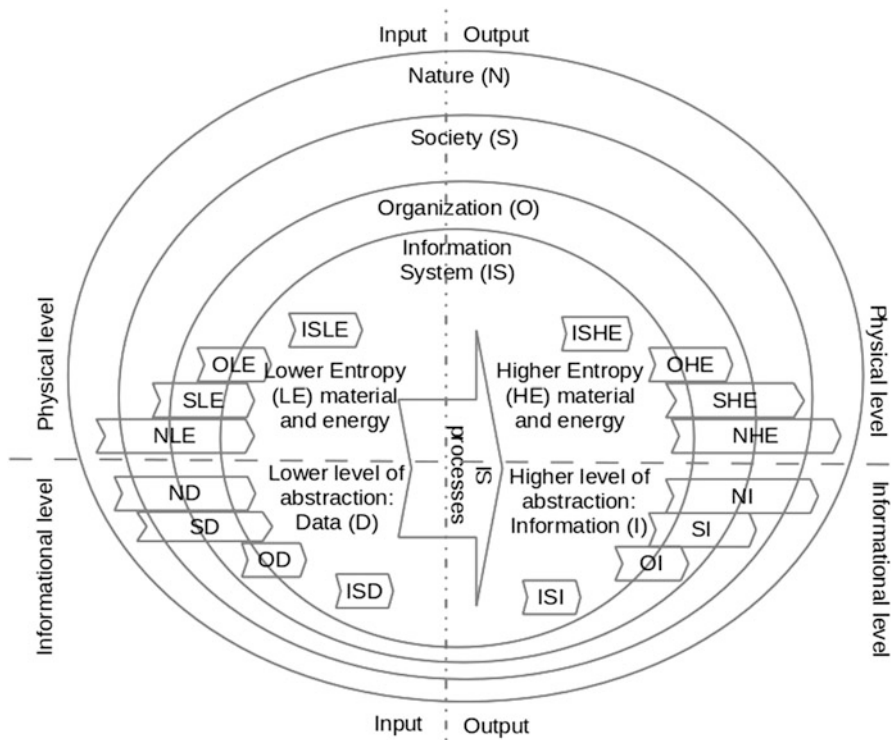 Input Output
Nature (N)
Society (S)
Organization (O)
Information
System (IS)
Physical level
Physical level
ISLE
ISHE
OLE
OHE
Lower Entropy
(LE) material
and energy
Higher Entropy
(HE) material
and energy
SLE
SHE
NLE
NHE
IS
processes
Informational level
Informational level
Lower level of
abstraction:
Data (D)
Higher level of
abstraction:
Information (I)
ND
NI
SD
SI
OD
OI
ISD
ISI
Input Output